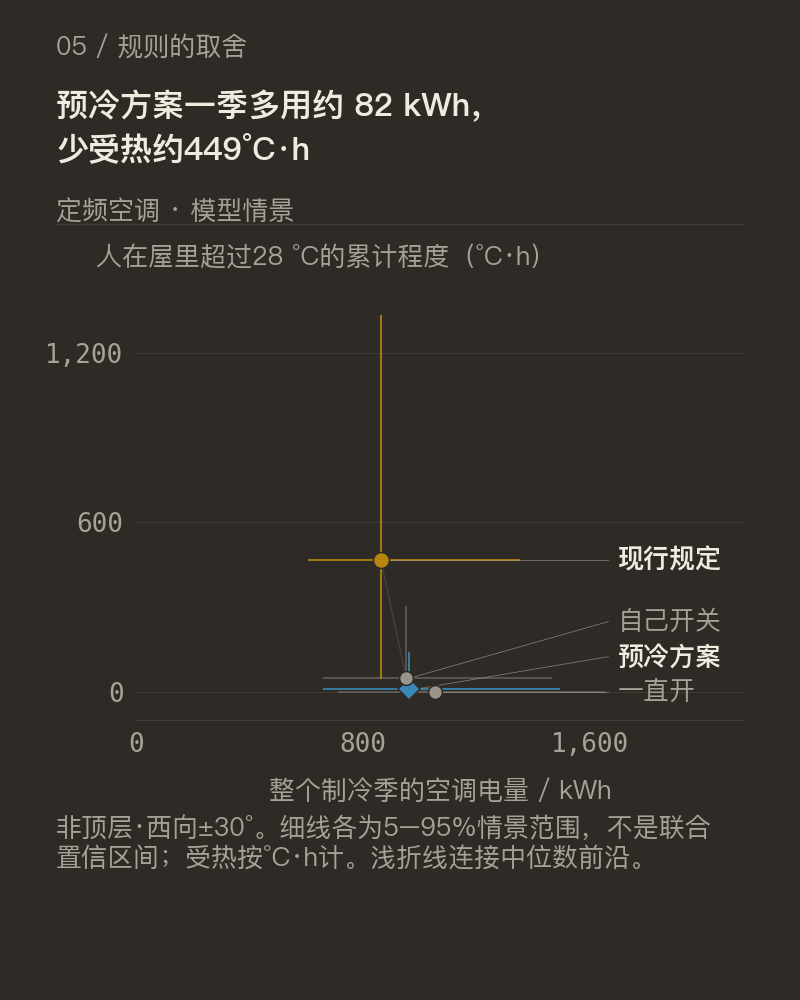 05 / 规则的取舍
预冷方案一季多用约 82 kWh，
少受热约449°C·h
定频空调 · 模型情景
人在屋里超过28 °C的累计程度（°C·h）
1,200
600
现行规定
自己开关
预冷方案
一直开
0
0
800
1,600
整个制冷季的空调电量 / kWh
非顶层·西向±30°。细线各为5—95%情景范围，不是联合
置信区间；受热按°C·h计。浅折线连接中位数前沿。